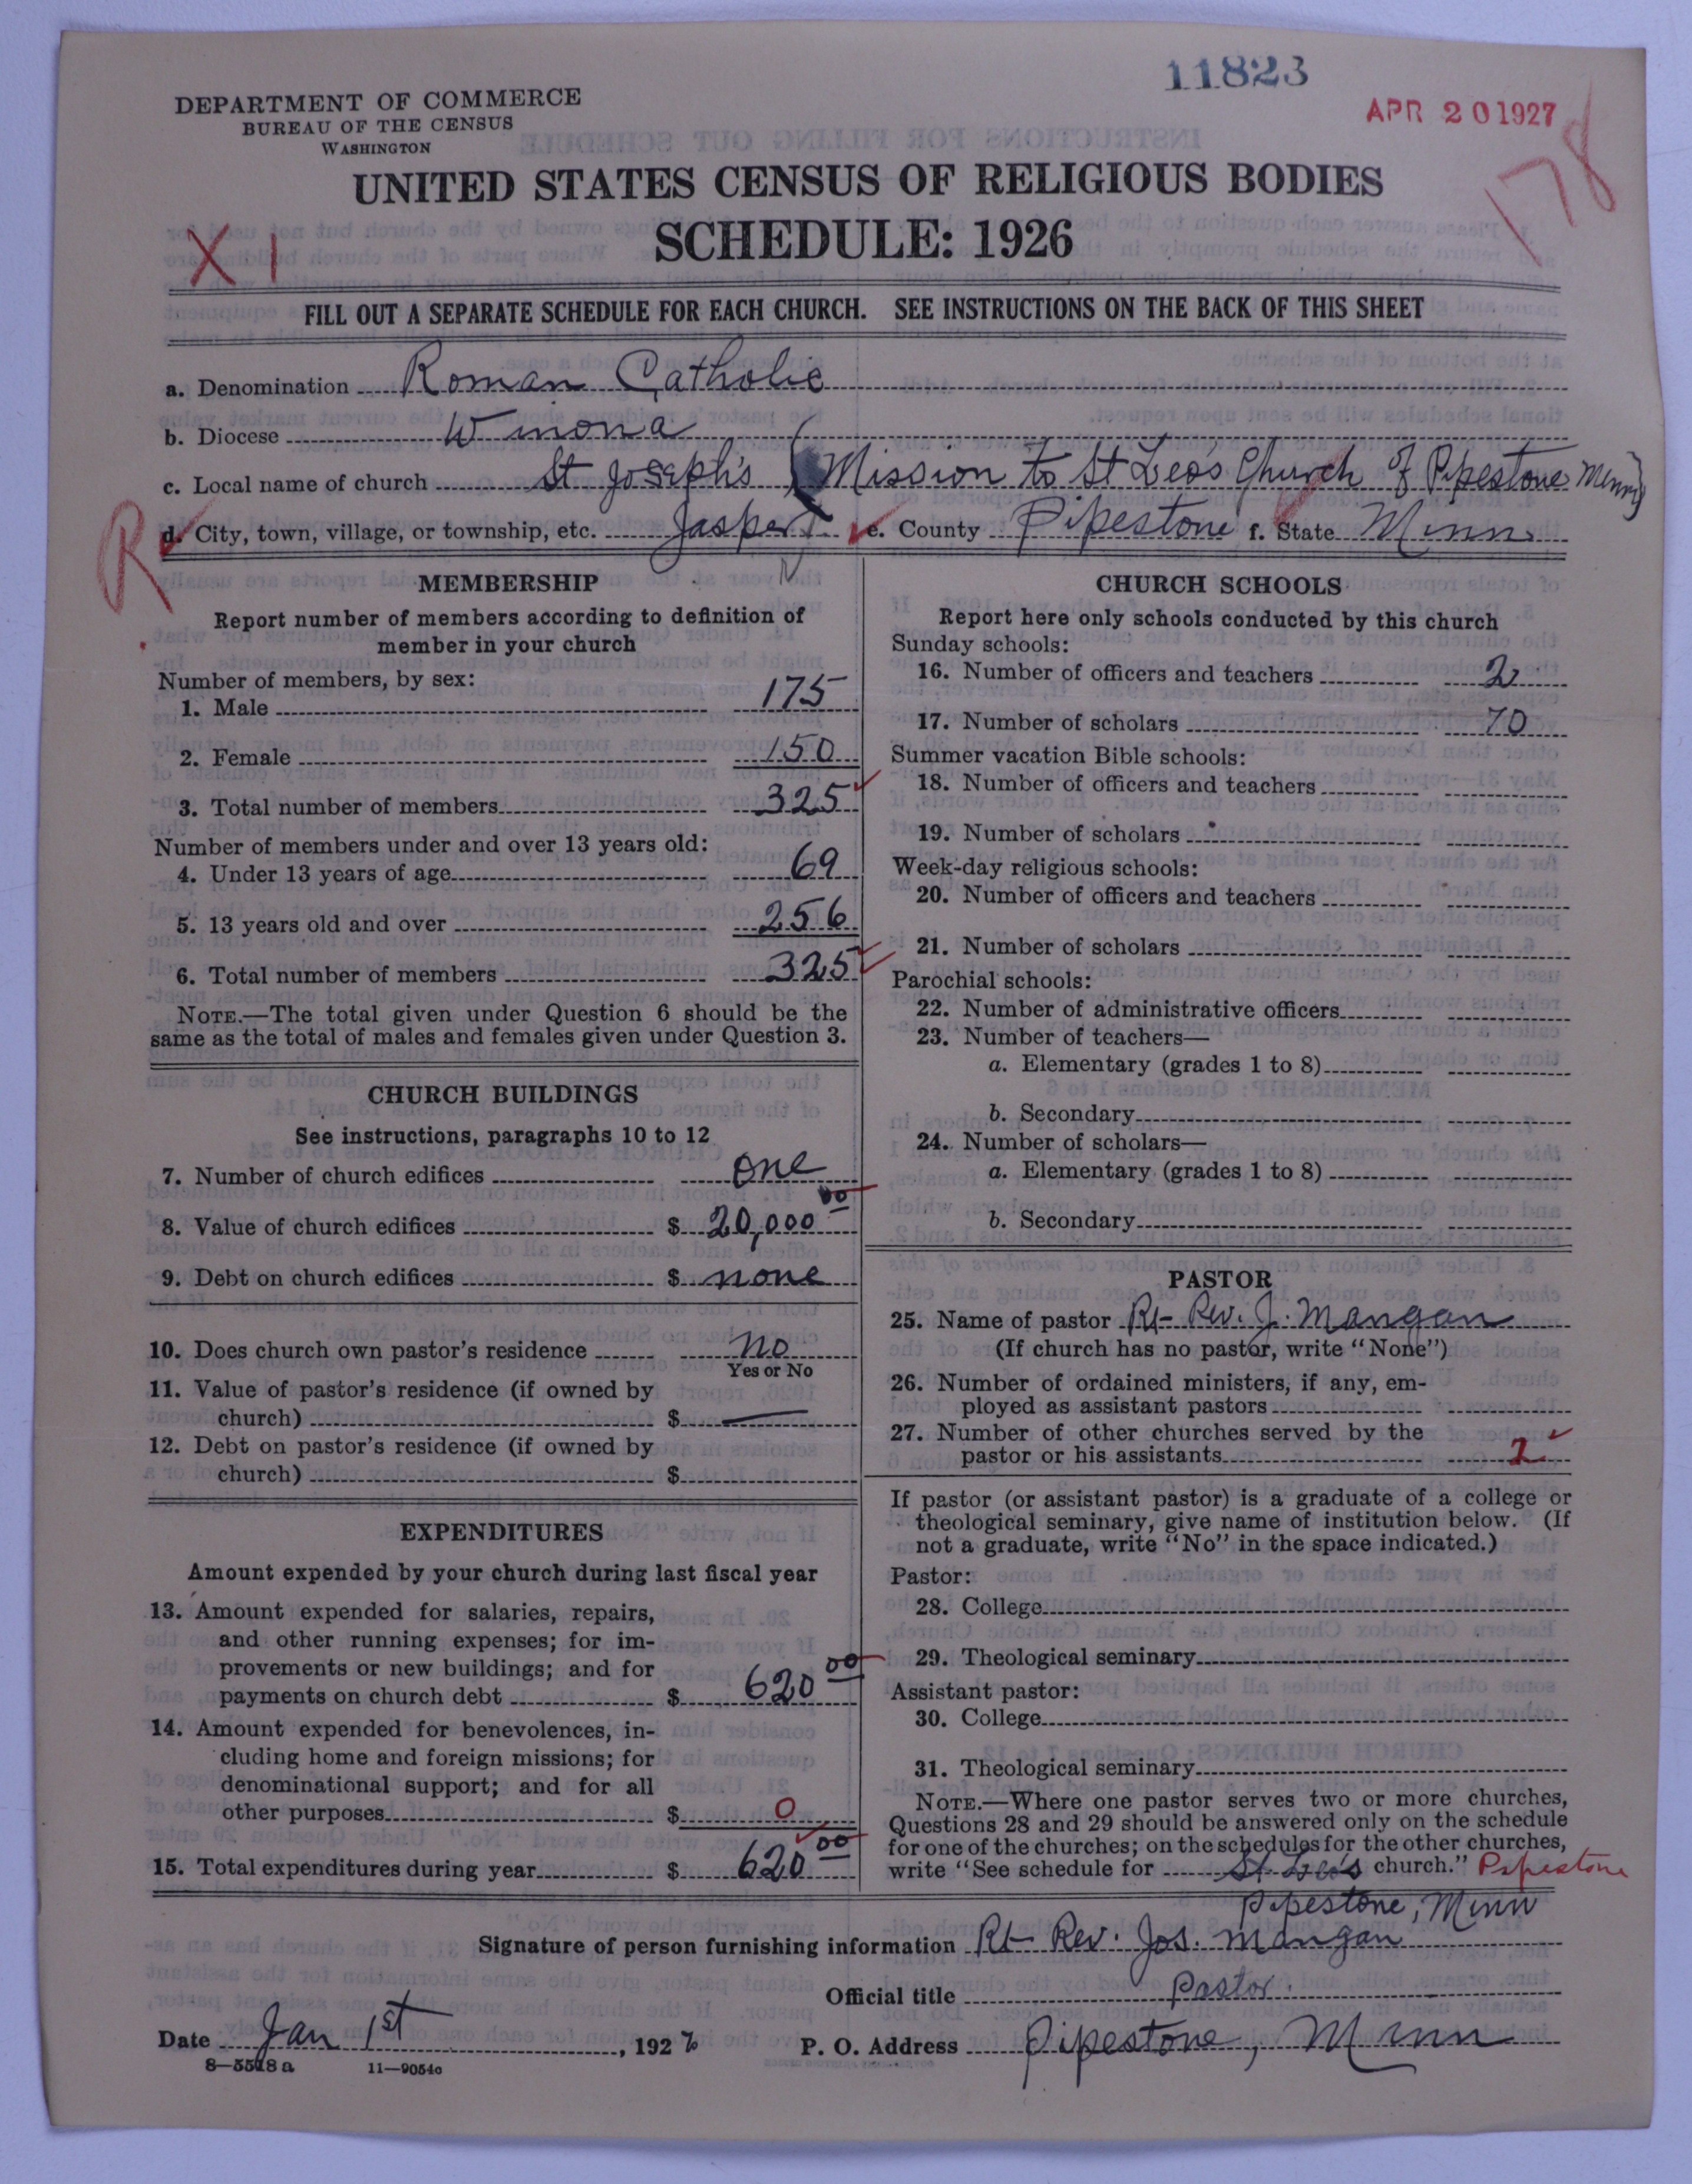 11823
APR 20 1927
178
DEPARTMENT OF COMMERCE
BUREAU OF THE CENSUS
WASHINGTON
UNITED STATES CENSUS OF RELIGIOUS BODIES
SCHEDULE: 1926
X I
FILL OUT A SEPARATE SCHEDULE FOR EACH CHURCH. SEE INSTRUCTIONS ON THE BACK OF THIS SHEET
a. Denomination Roman Catholic
b. Diocese Winona
c. Local name of church St Joseph's (Mission to St Leo's Church of Pipestone Minn)
R
d. City, town, village, or township, etc. Jasper e. County Pipestone f. State Minn.
MEMBERSHIP
Report number of members according to definition of
member in your church
Number of members, by sex:
1. Male 175
2. Female 150
3. Total number of members 325
Number of members under and over 13 years old:
4. Under 13 years of age 69
5. 13 years old and over 256
6. Total number of members 325
NOTE.—The total given under Question 6 should be the
same as the total of males and females given under Question 3.
CHURCH BUILDINGS
See instructions, paragraphs 10 to 12
7. Number of church edifices one
8. Value of church edifices $ 20,000 00
9. Debt on church edifices $ none
10. Does church own pastor's residence no
Yes or No
11. Value of pastor's residence (if owned by
church) $ —
12. Debt on pastor's residence (if owned by
church) $
EXPENDITURES
Amount expended by your church during last fiscal year
13. Amount expended for salaries, repairs,
and other running expenses; for im-
provements or new buildings; and for
payments on church debt $ 620 00
14. Amount expended for benevolences, in-
cluding home and foreign missions; for
denominational support; and for all
other purposes $ 0
15. Total expenditures during year $ 620 00
CHURCH SCHOOLS
Report here only schools conducted by this church
Sunday schools:
16. Number of officers and teachers 2
17. Number of scholars 70
Summer vacation Bible schools:
18. Number of officers and teachers
19. Number of scholars
Week-day religious schools:
20. Number of officers and teachers
21. Number of scholars
Parochial schools:
22. Number of administrative officers
23. Number of teachers—
a. Elementary (grades 1 to 8)
b. Secondary
24. Number of scholars—
a. Elementary (grades 1 to 8)
b. Secondary
PASTOR
25. Name of pastor Rt Rev. J. Mangan
(If church has no pastor, write "None")
26. Number of ordained ministers, if any, em-
ployed as assistant pastors
27. Number of other churches served by the
pastor or his assistants
If pastor (or assistant pastor) is a graduate of a college or
theological seminary, give name of institution below. (If
not a graduate, write "No" in the space indicated.)
Pastor:
28. College
29. Theological seminary
Assistant pastor:
30. College
31. Theological seminary
NOTE.—Where one pastor serves two or more churches,
Questions 28 and 29 should be answered only on the schedule
for one of the churches; on the schedules for the other churches,
write "See schedule for St. Leo's church." Pipestone
Pipestone, Minn
Signature of person furnishing information Rt Rev. Jos. Mangan
Official title Pastor.
Date Jan 1st, 1927 P. O. Address Pipestone, Minn
8—5518 a 11—9054c